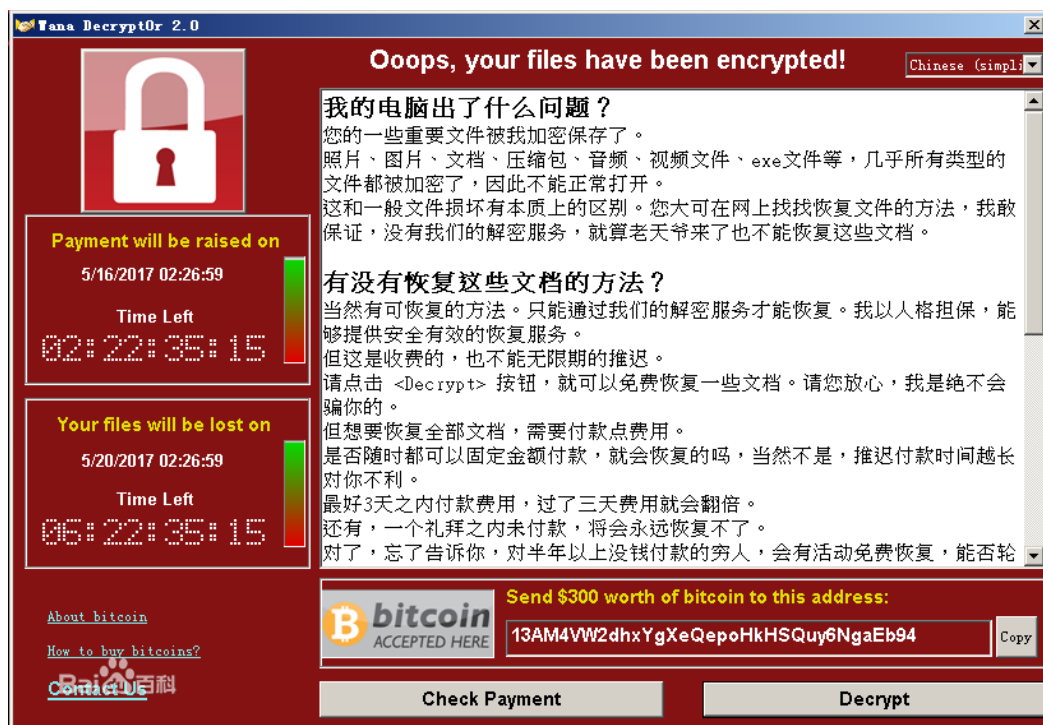 Wana Decrypt0r 2.0
Ooops, your files have been encrypted!
Chinese (simpli
我的电脑出了什么问题？
您的一些重要文件被我加密保存了。
照片、图片、文档、压缩包、音频、视频文件、exe文件等，几乎所有类型的
文件都被加密了，因此不能正常打开。
这和一般文件损坏有本质上的区别。您大可在网上找找恢复文件的方法，我敢
保证，没有我们的解密服务，就算老天爷来了也不能恢复这些文档。
有没有恢复这些文档的方法？
当然有可恢复的方法。只能通过我们的解密服务才能恢复。我以人格担保，能
够提供安全有效的恢复服务。
但这是收费的，也不能无限期的推迟。
请点击 <Decrypt> 按钮，就可以免费恢复一些文档。请您放心，我是绝不会
骗你的。
但想要恢复全部文档，需要付款点费用。
是否随时都可以固定金额付款，就会恢复的吗，当然不是，推迟付款时间越长
对你不利。
最好3天之内付款费用，过了三天费用就会翻倍。
还有，一个礼拜之内未付款，将会永远恢复不了。
对了，忘了告诉你，对半年以上没钱付款的穷人，会有活动免费恢复，能否轮
Payment will be raised on
5/16/2017 02:26:59
Time Left
02:22:35:15
Your files will be lost on
5/20/2017 02:26:59
Time Left
06:22:35:15
About bitcoin
How to buy bitcoins?
Contact Us
Bai百科
bitcoin
ACCEPTED HERE
Send $300 worth of bitcoin to this address:
13AM4VW2dhxYgXeQepoHkHSQuy6NgaEb94
Copy
Check Payment
Decrypt